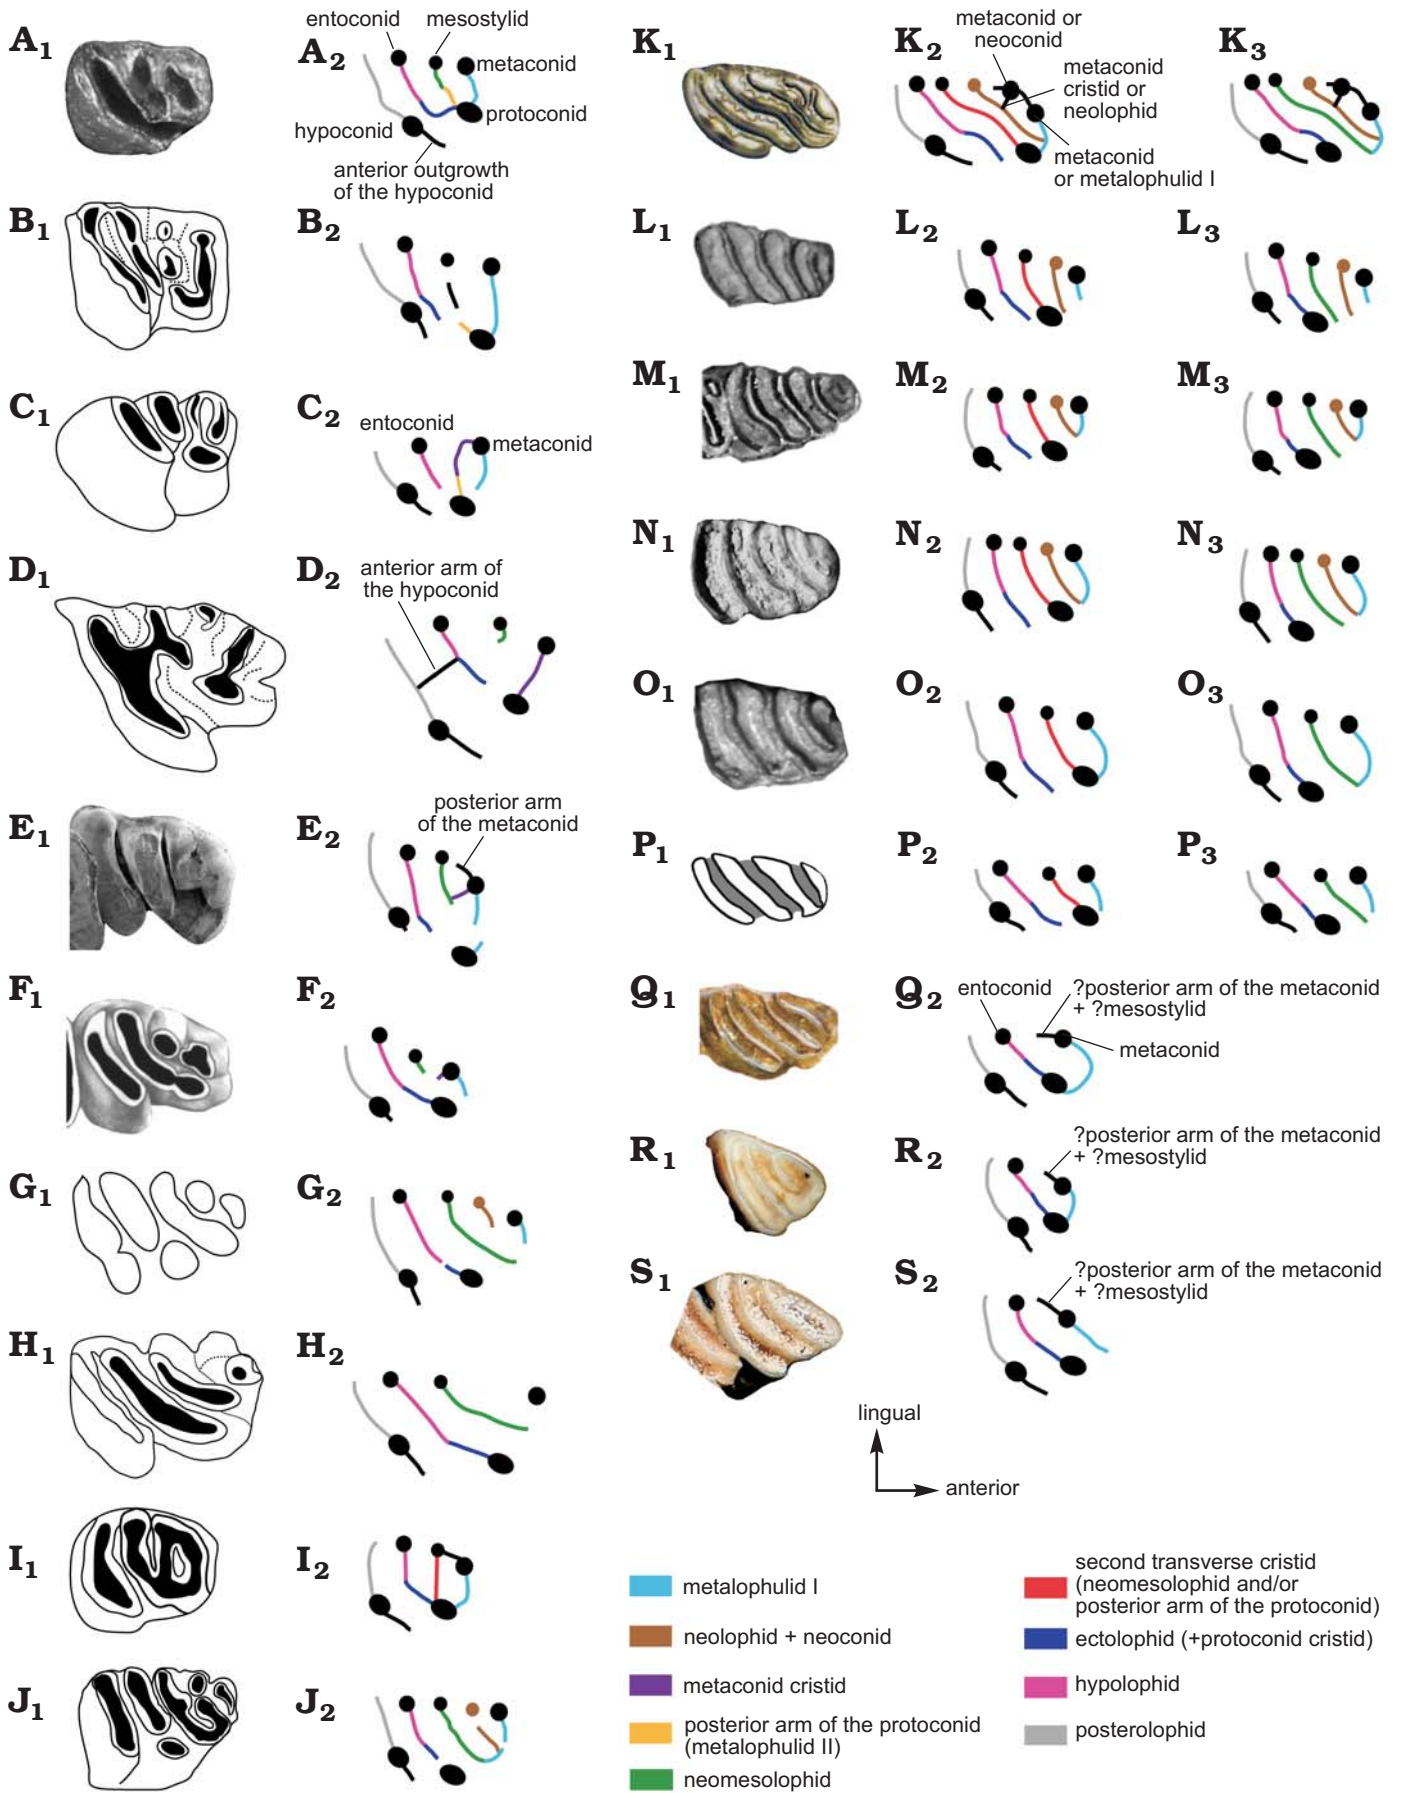 A1
A2
entoconid
mesostylid
metaconid
protoconid
hypoconid
anterior outgrowth
of the hypoconid
B1
B2
C1
C2
entoconid
metaconid
D1
D2
anterior arm of
the hypoconid
E1
E2
posterior arm
of the metaconid
F1
F2
G1
G2
H1
H2
I1
I2
J1
J2
K1
K2
metaconid or
neoconid
metaconid
cristid or
neolophid
metaconid
or metalophulid I
K3
L1
L2
L3
M1
M2
M3
N1
N2
N3
O1
O2
O3
P1
P2
P3
Q1
Q2
entoconid
?posterior arm of the metaconid
+ ?mesostylid
metaconid
R1
R2
?posterior arm of the metaconid
+ ?mesostylid
S1
S2
?posterior arm of the metaconid
+ ?mesostylid
lingual
anterior
metalophulid I
neolophid + neoconid
metaconid cristid
posterior arm of the protoconid
(metalophulid II)
neomesolophid
second transverse cristid
(neomesolophid and/or
posterior arm of the protoconid)
ectolophid (+protoconid cristid)
hypolophid
posterolophid